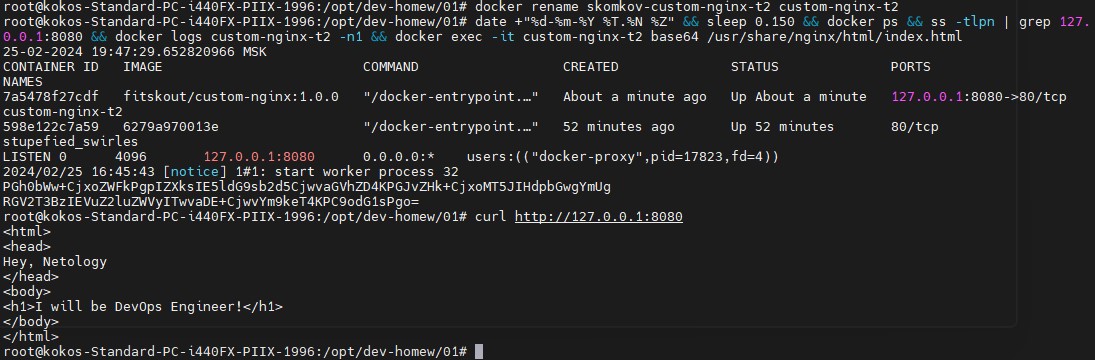 root@kokos-Standard-PC-i440FX-PIIX-1996:/opt/dev-homew/01# docker rename skomkov-custom-nginx-t2 custom-nginx-t2
root@kokos-Standard-PC-i440FX-PIIX-1996:/opt/dev-homew/01# date +"%d-%m-%Y %T.%N %Z" && sleep 0.150 && docker ps && ss -tlpn | grep 127.
0.0.1:8080 && docker logs custom-nginx-t2 -n1 && docker exec -it custom-nginx-t2 base64 /usr/share/nginx/html/index.html
25-02-2024 19:47:29.652820966 MSK
CONTAINER ID   IMAGE                       COMMAND                  CREATED              STATUS              PORTS
NAMES
7a5478f27cdf   fitskout/custom-nginx:1.0.0   "/docker-entrypoint.…"   About a minute ago   Up About a minute   127.0.0.1:8080->80/tcp
custom-nginx-t2
598e122c7a59   6279a970013e                  "/docker-entrypoint.…"   52 minutes ago       Up 52 minutes       80/tcp
stupefied_swirles
LISTEN 0      4096       127.0.0.1:8080      0.0.0.0:*    users:(("docker-proxy",pid=17823,fd=4))
2024/02/25 16:45:43 [notice] 1#1: start worker process 32
PGh0bWw+CjxoZWFkPgpIZXksIE5ldG9sb2d5CjwvaGVhZD4KPGJvZHk+CjxoMT5JIHdpbGwgYmUg
RGV2T3BzIEVuZ2luZWVyITwvaDE+CjwvYm9keT4KPC9odG1sPgo=
root@kokos-Standard-PC-i440FX-PIIX-1996:/opt/dev-homew/01# curl http://127.0.0.1:8080
<html>
<head>
Hey, Netology
</head>
<body>
<h1>I will be DevOps Engineer!</h1>
</body>
</html>
root@kokos-Standard-PC-i440FX-PIIX-1996:/opt/dev-homew/01#